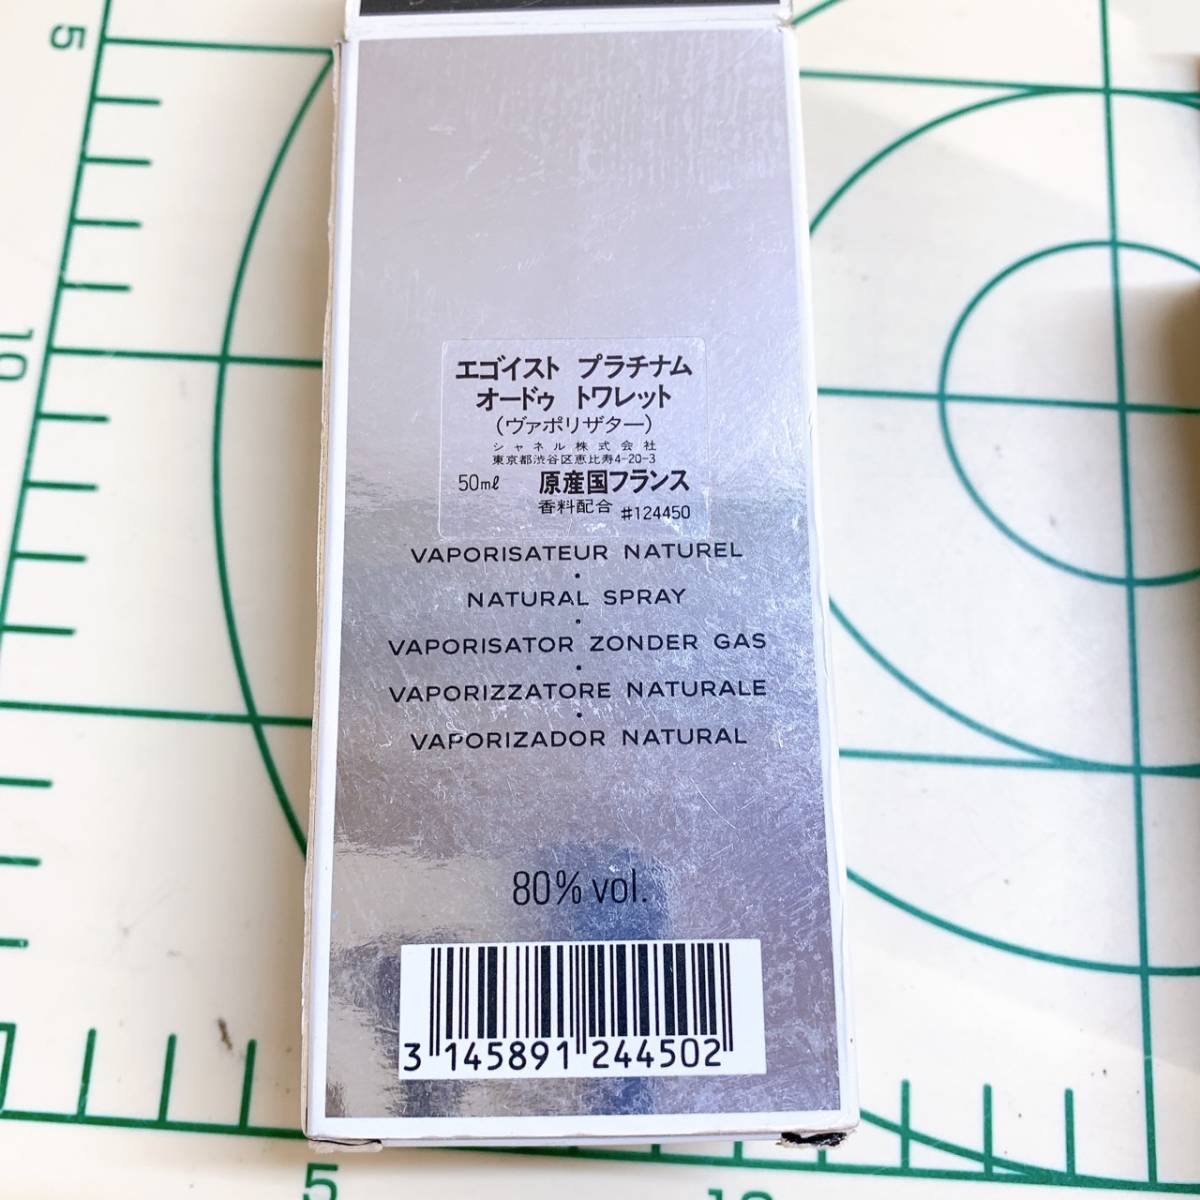 エゴイスト プラチナム
オードゥ トワレット
(ヴァポリザター)
シャネル株式会社
東京都渋谷区恵比寿4-20-3
50ml 原産国フランス
香料配合 #124450
VAPORISATEUR NATUREL
•
NATURAL SPRAY
•
VAPORISATOR ZONDER GAS
•
VAPORIZZATORE NATURALE
•
VAPORIZADOR NATURAL
80% vol.
3 145891 244502
5
10
5
10